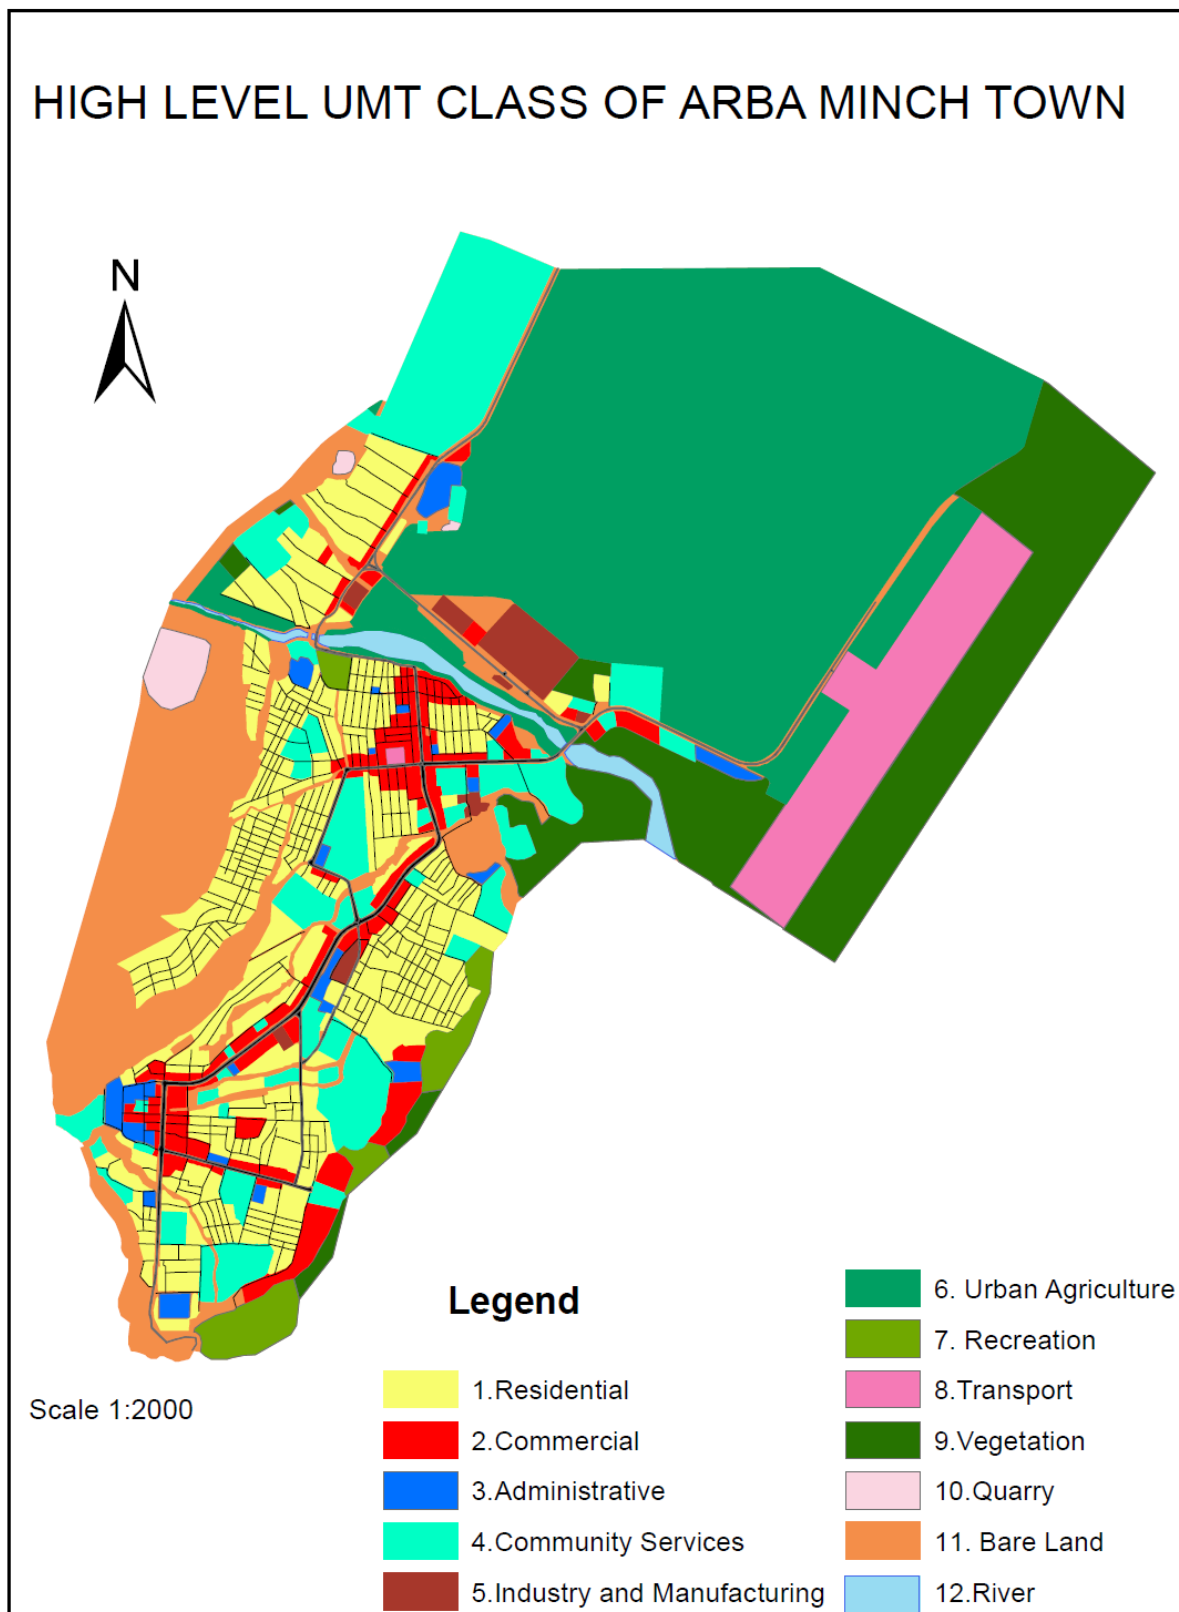 HIGH LEVEL UMT CLASS OF ARBA MINCH TOWN
N
Legend
1.Residential
2.Commercial
3.Administrative
4.Community Services
5.Industry and Manufacturing
6. Urban Agriculture
7. Recreation
8.Transport
9.Vegetation
10.Quarry
11. Bare Land
12.River
Scale 1:2000